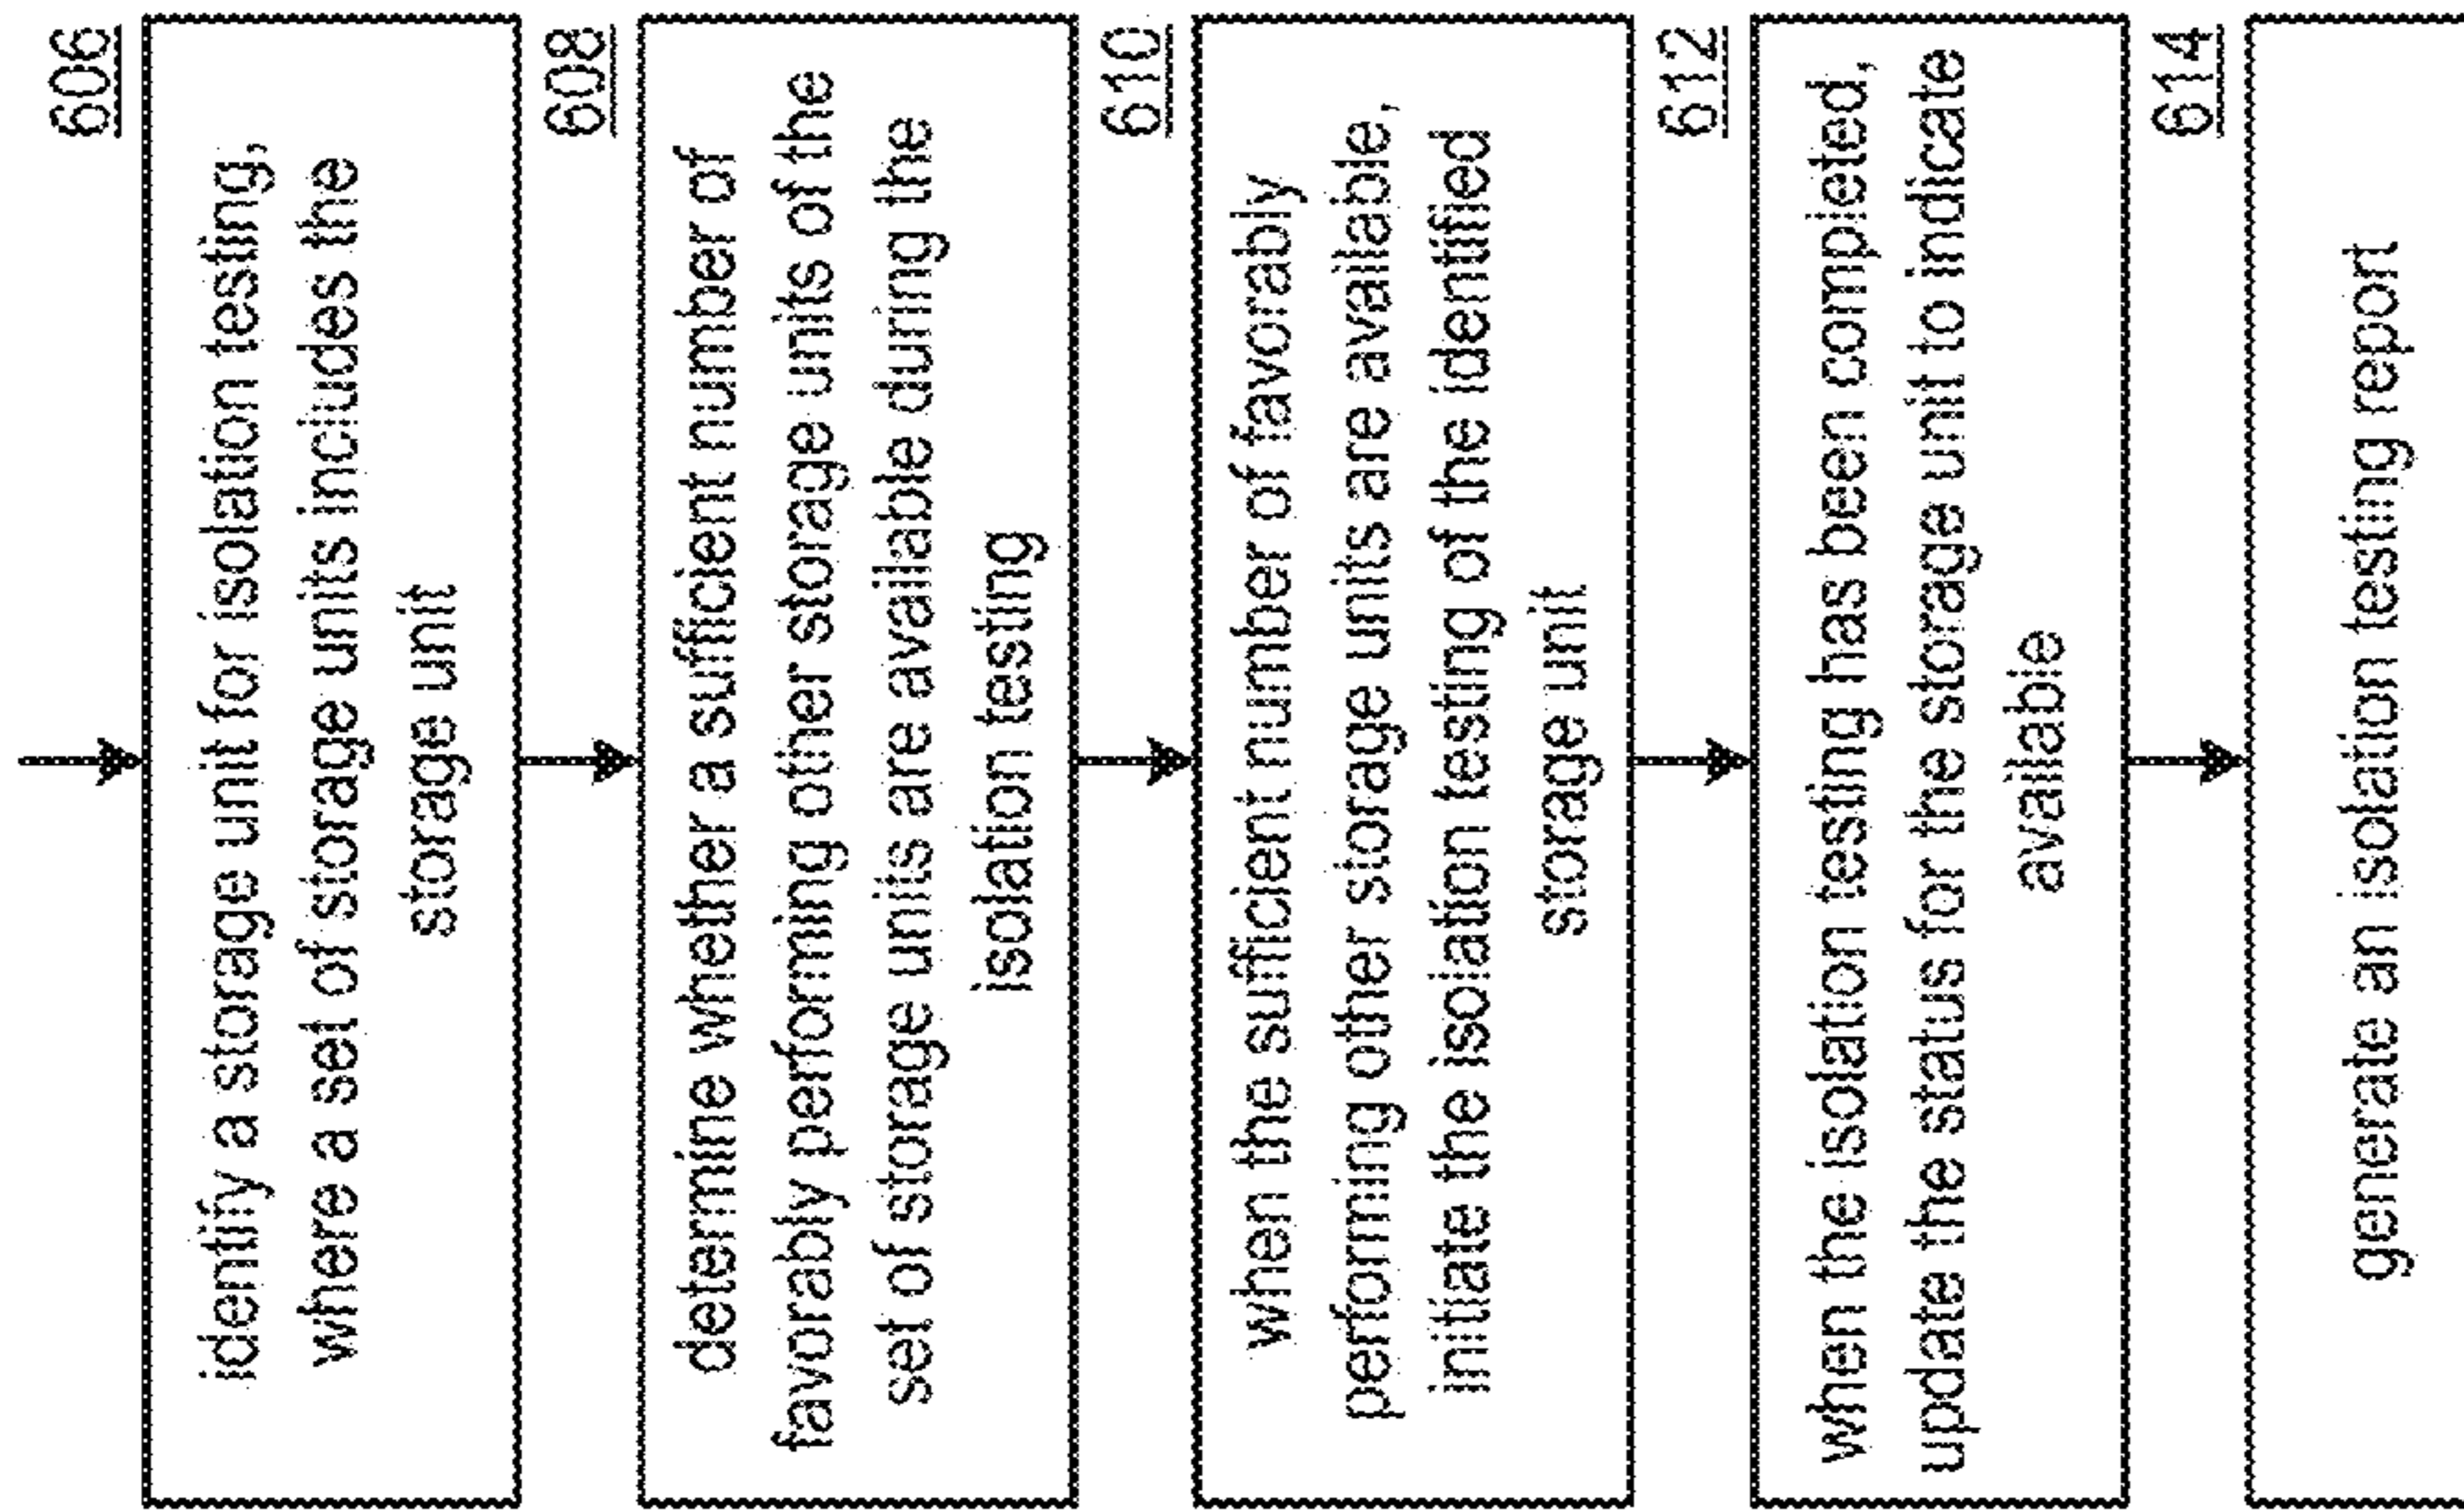 606
identify a storage unit for isolation testing,
where a set of storage units includes the
storage unit
608
determine whether a sufficient number of
favorably performing other storage units of the
set of storage units are available during the
isolation testing
610
when the sufficient number of favorably
performing other storage units are available,
initiate the isolation testing of the identified
storage unit
612
when the isolation testing has been completed,
update the status for the storage unit to indicate
available
614
generate an isolation testing report